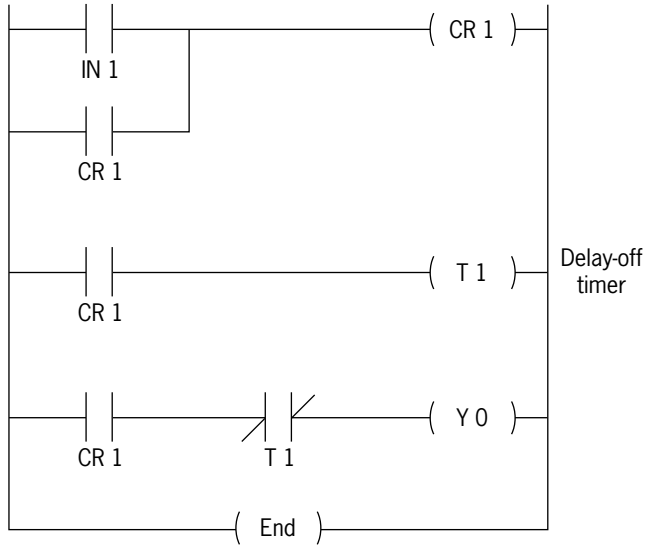 CR 1
IN 1
CR 1
T 1
Delay-off
timer
CR 1
Y 0
CR 1
T 1
End